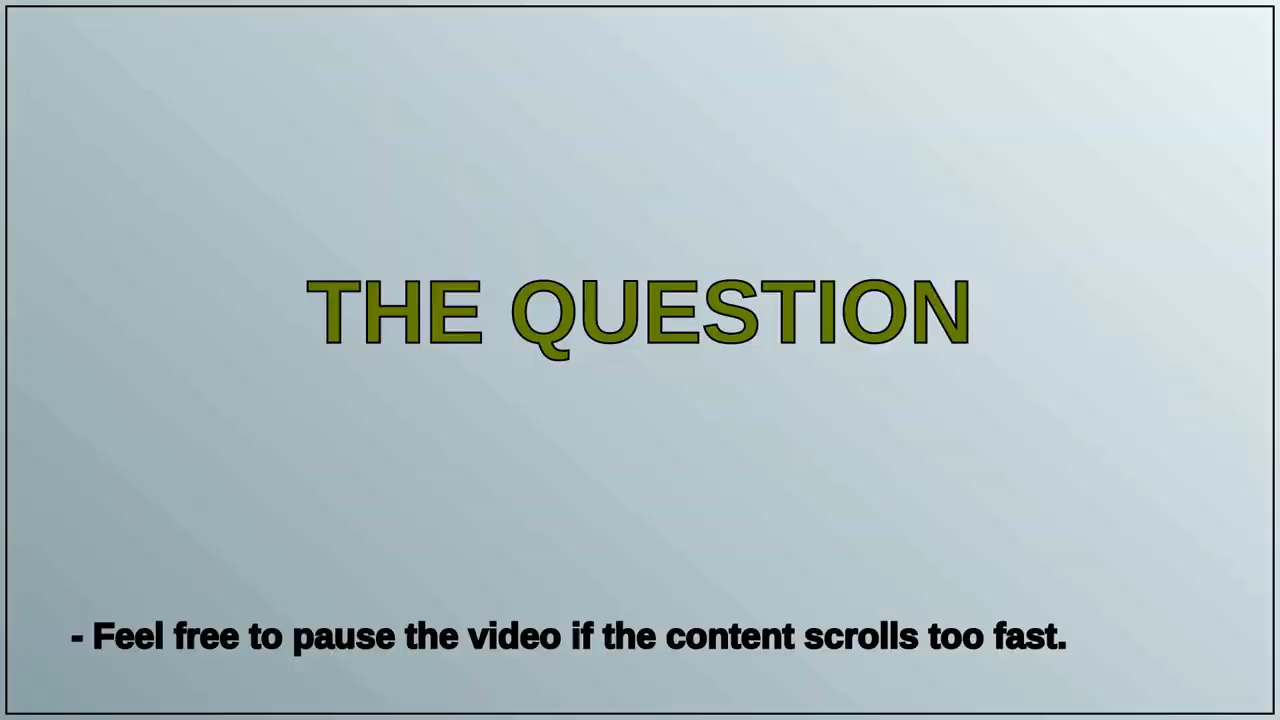 THE QUESTION
- Feel free to pause the video if the content scrolls too fast.